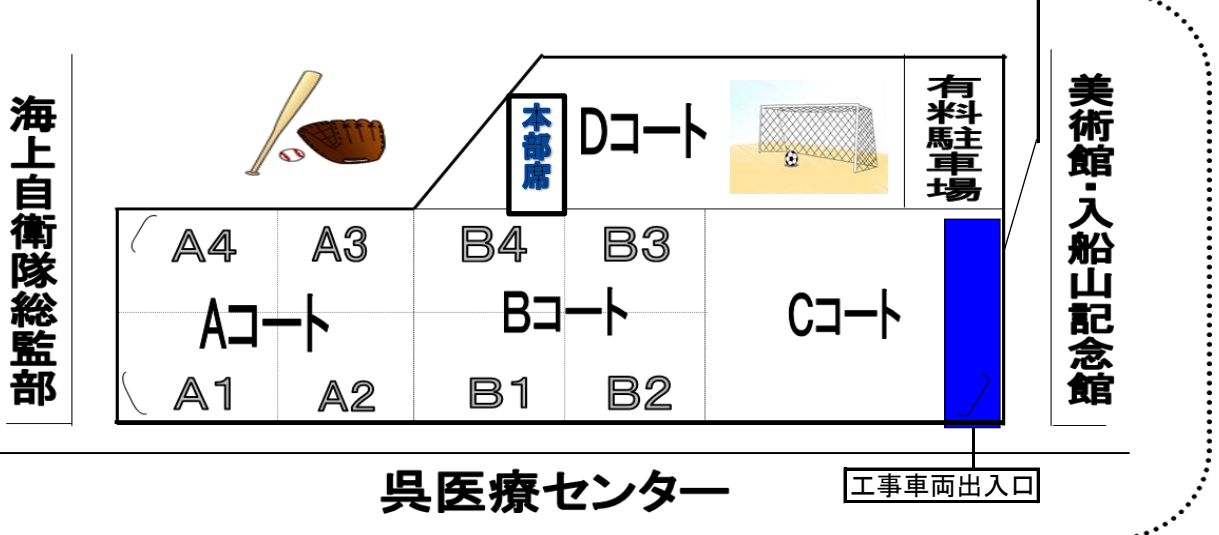 海上自衛隊総監部
本部席
Dコート
有料駐車場
美術館・入船山記念館
A4
A3
B4
B3
Aコート
Bコート
Cコート
A1
A2
B1
B2
呉医療センター
工事車両出入口